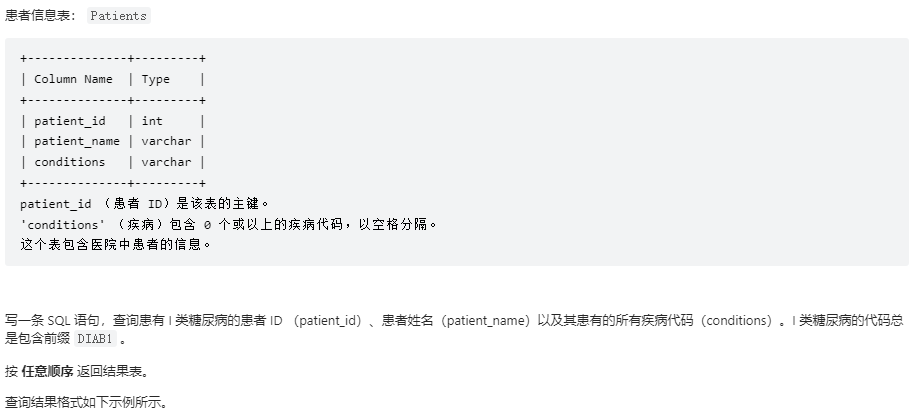 患者信息表： Patients
+--------------+---------+
| Column Name  | Type    |
+--------------+---------+
| patient_id   | int     |
| patient_name | varchar |
| conditions   | varchar |
+--------------+---------+
patient_id （患者 ID）是该表的主键。
'conditions' （疾病）包含 0 个或以上的疾病代码，以空格分隔。
这个表包含医院中患者的信息。
写一条 SQL 语句，查询患有 I 类糖尿病的患者 ID （patient_id）、患者姓名（patient_name）以及其患有的所有疾病代码（conditions）。I 类糖尿病的代码总
是包含前缀 DIAB1 。
按 任意顺序 返回结果表。
查询结果格式如下示例所示。